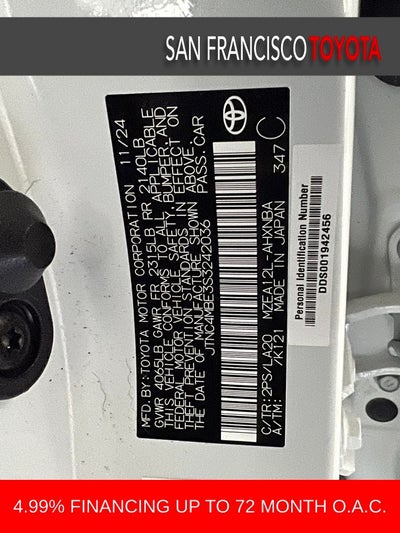 SAN FRANCISCO TOYOTA
MFD. BY: TOYOTA MOTOR CORPORATION 11/24
GVWR 4065LB GAWR FR 2315LB RR 2140LB
THIS VEHICLE CONFORMS TO ALL APPLICABLE
FEDERAL MOTOR VEHICLE SAFETY, BUMPER, AND
THEFT PREVENTION STANDARDS IN EFFECT ON
THE DATE OF MANUFACTURE SHOWN ABOVE.
JTNC4MBE3S3242036 PASS. CAR
C/TR:2PS/LA20 MZEA12L-AHXNBA
A/TM: /K121 MADE IN JAPAN 347 C
TOYOTA
Personal Identification Number
DDS001942456
4.99% FINANCING UP TO 72 MONTH O.A.C.